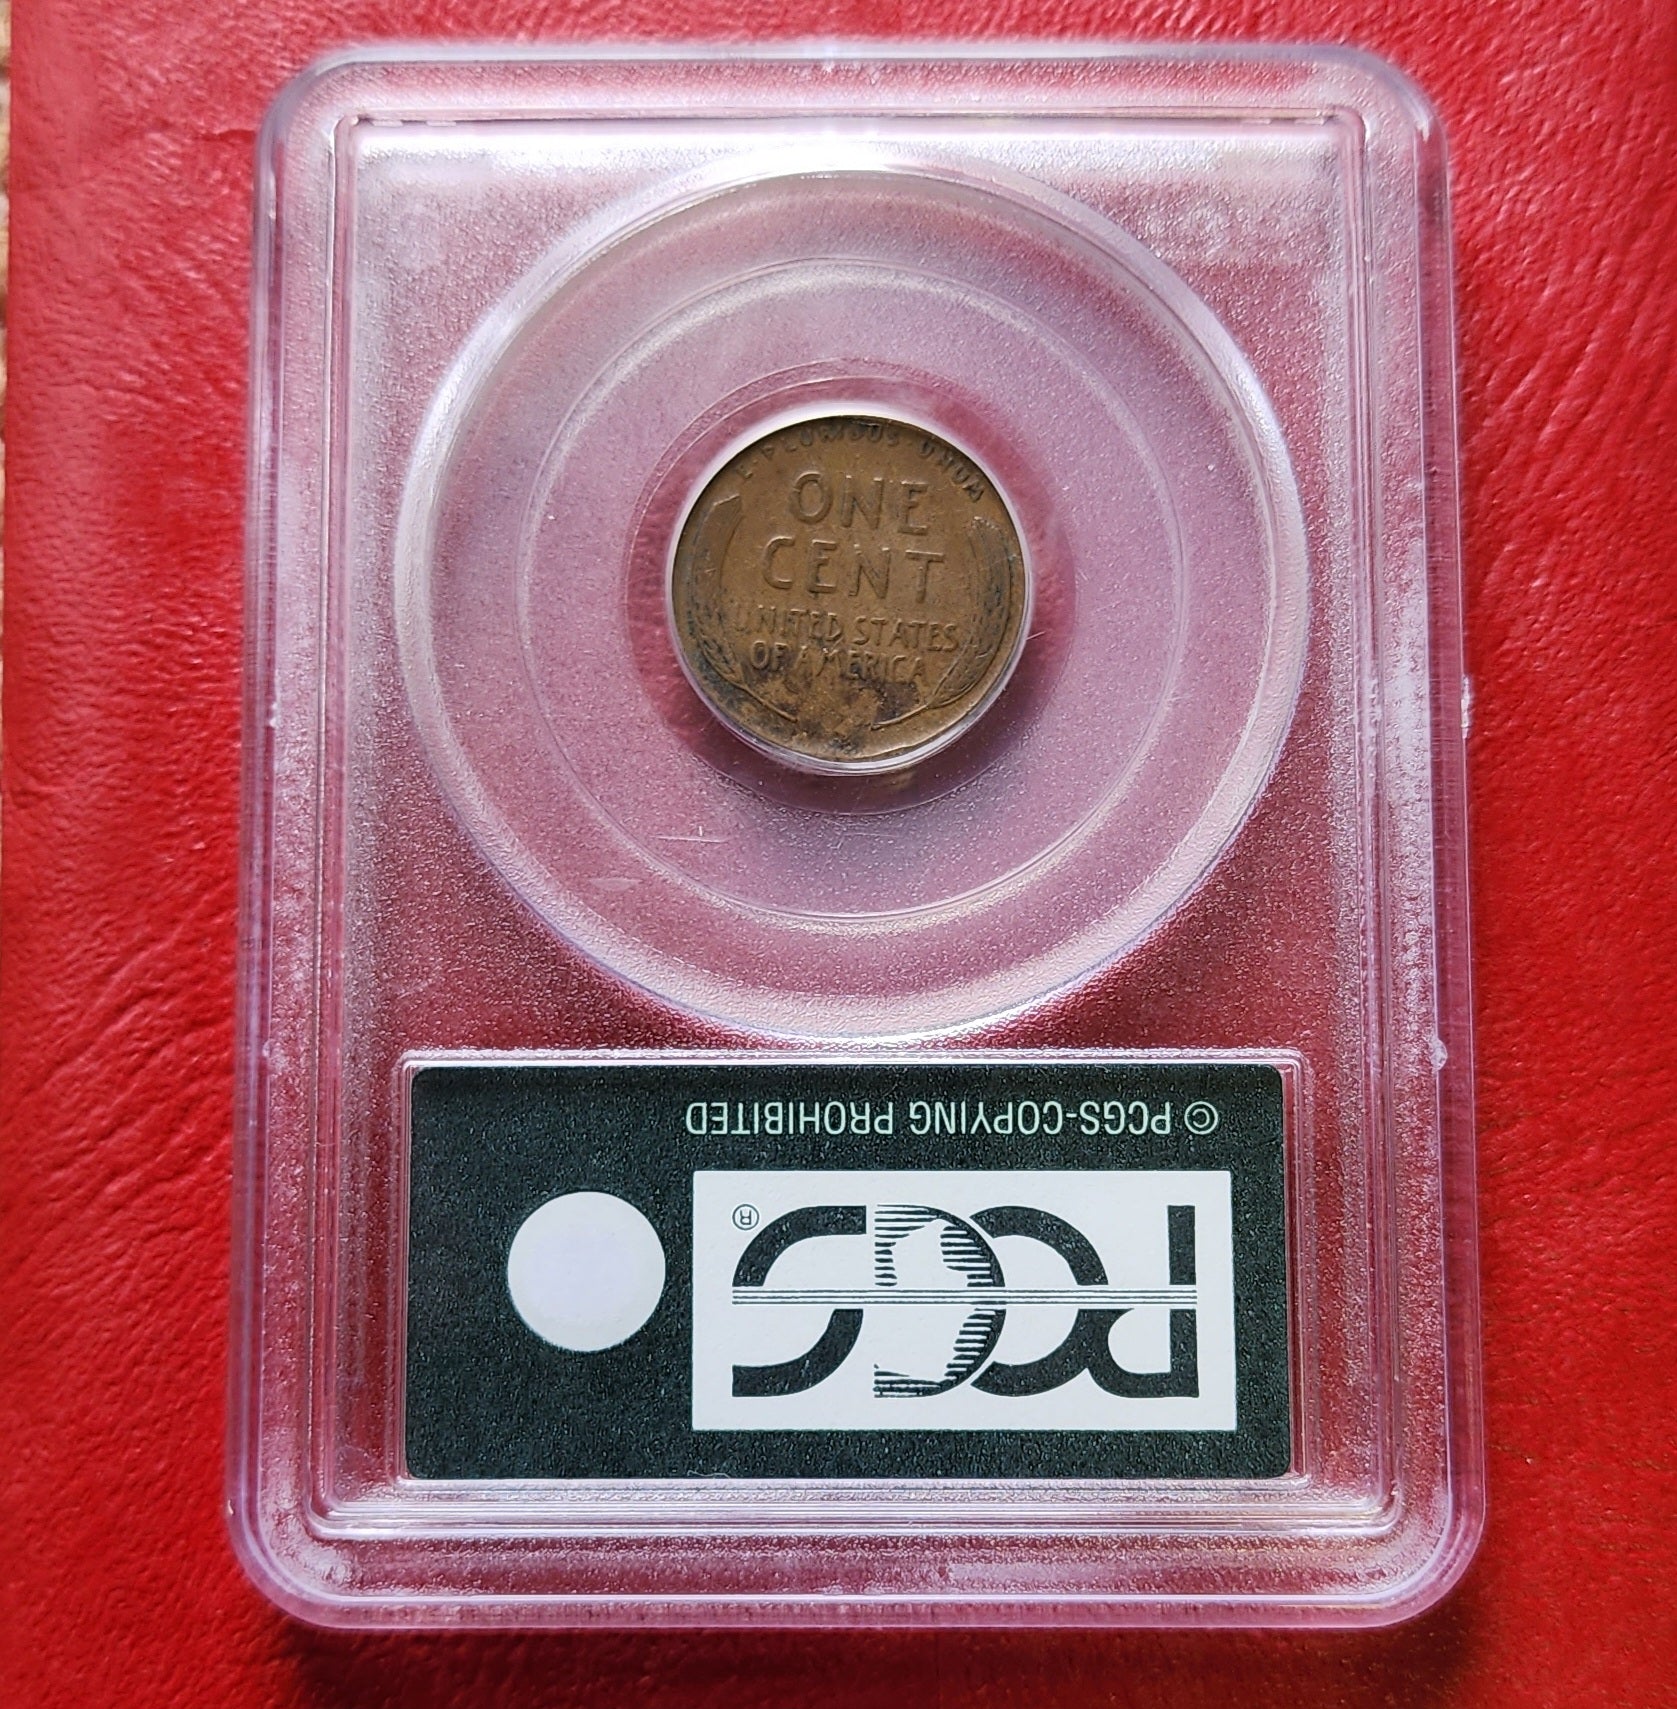 E·PLURIBUS·UNUM
ONE
CENT
UNITED STATES
OF AMERICA
© PCGS-COPYING PROHIBITED
PCGS®